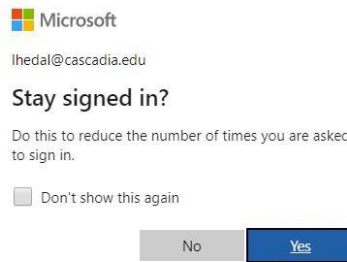 Microsoft
lhedal@cascadia.edu
Stay signed in?
Do this to reduce the number of times you are asked
to sign in.
Don't show this again
No
Yes